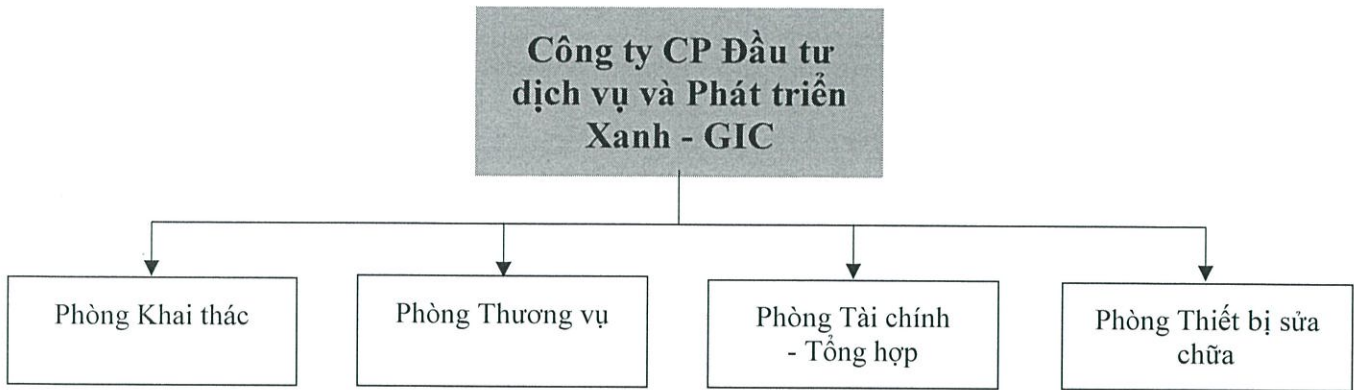 Công ty CP Đầu tư
dịch vụ và Phát triển
Xanh - GIC
Phòng Khai thác
Phòng Thương vụ
Phòng Tài chính
- Tổng hợp
Phòng Thiết bị sửa
chữa